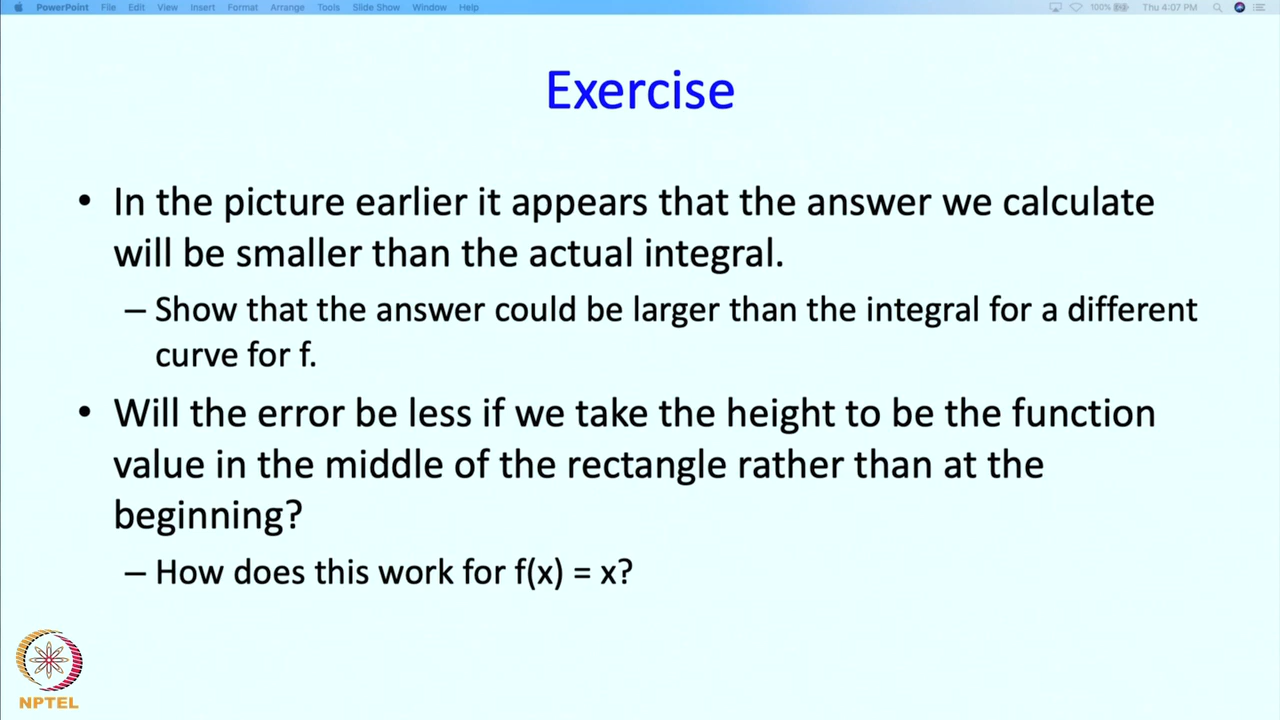 PowerPoint File Edit View Insert Format Arrange Tools Slide Show Window Help 100% Thu 4:07 PM
Exercise
• In the picture earlier it appears that the answer we calculate
will be smaller than the actual integral.
– Show that the answer could be larger than the integral for a different
curve for f.
• Will the error be less if we take the height to be the function
value in the middle of the rectangle rather than at the
beginning?
– How does this work for f(x) = x?
NPTEL